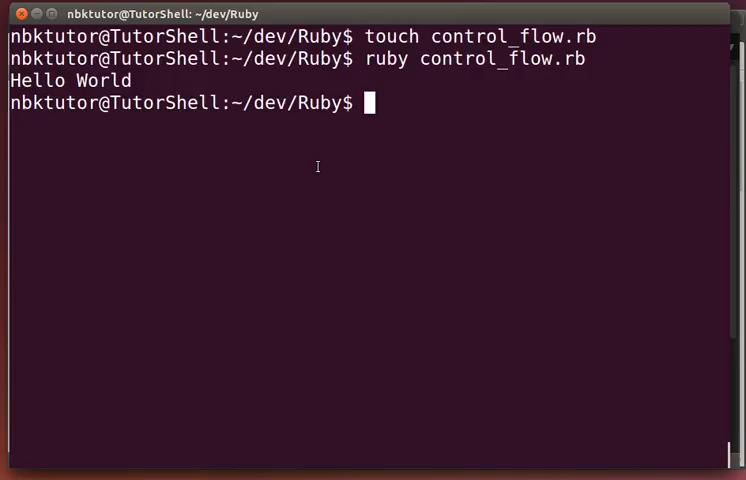 nbktutor@TutorShell: ~/dev/Ruby
nbktutor@TutorShell:~/dev/Ruby$ touch control_flow.rb
nbktutor@TutorShell:~/dev/Ruby$ ruby control_flow.rb
Hello World
nbktutor@TutorShell:~/dev/Ruby$